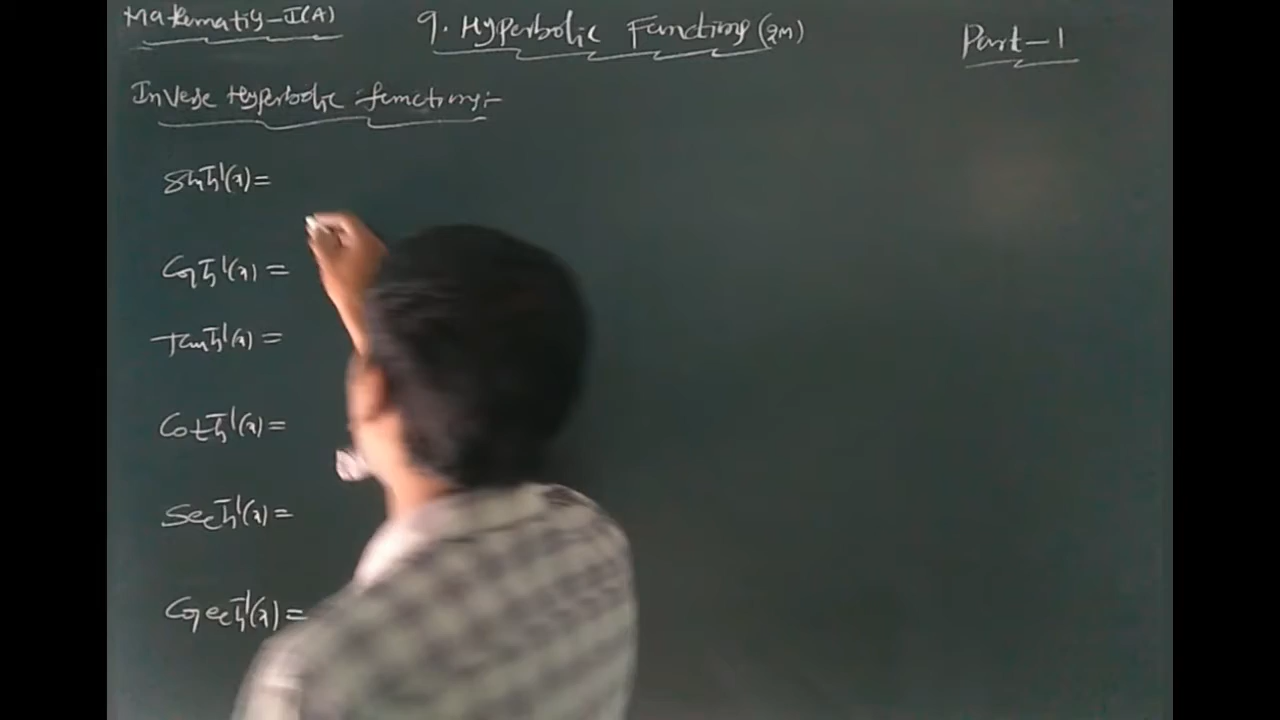 Mathematics-I(A)
9. Hyperbolic Functions (2M)
Part-1
Inverse Hyperbolic functions:-
Sinh⁻¹(x)=
Cosh⁻¹(x)=
Tanh⁻¹(x)=
Coth⁻¹(x)=
Sech⁻¹(x)=
Cosech⁻¹(x)=